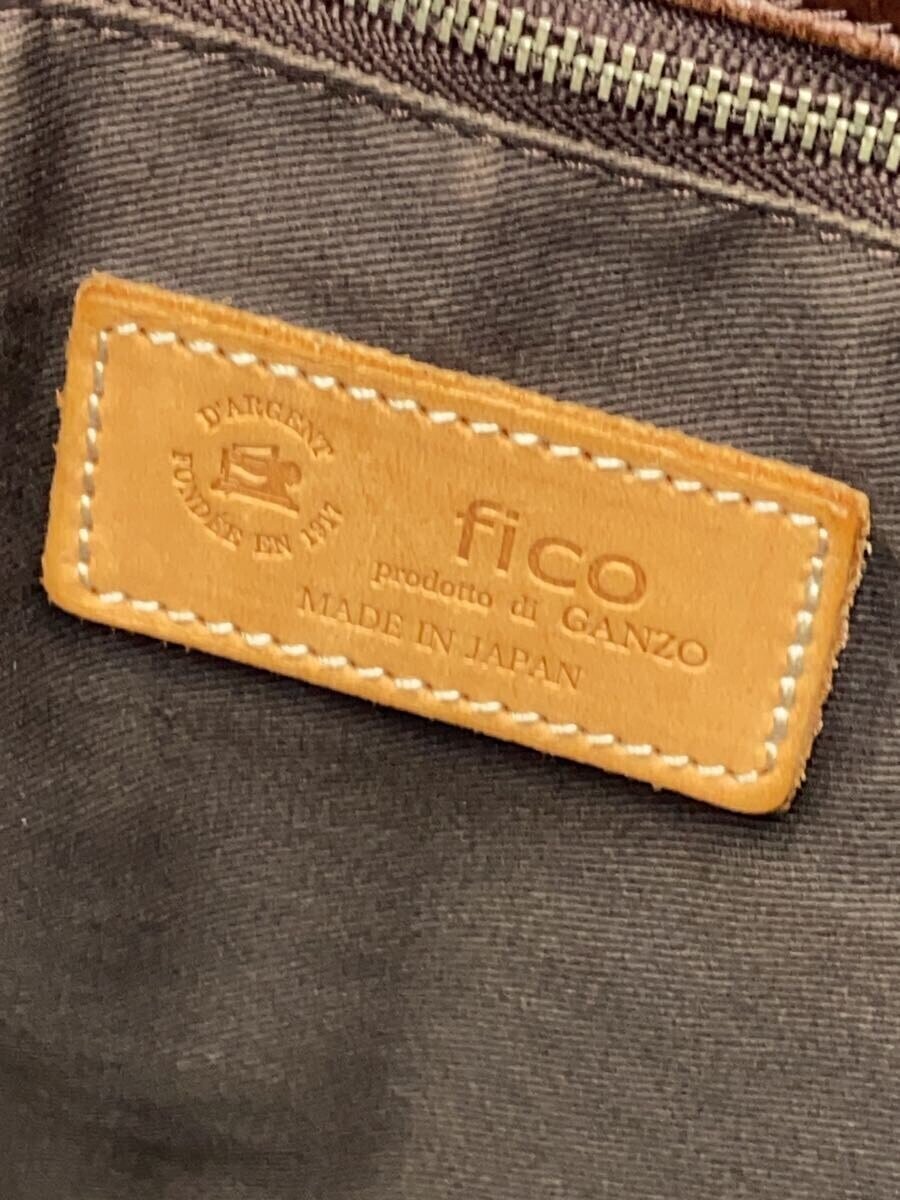 D'ARGENT
FONDÉE EN 1917
fico
prodotto di GANZO
MADE IN JAPAN